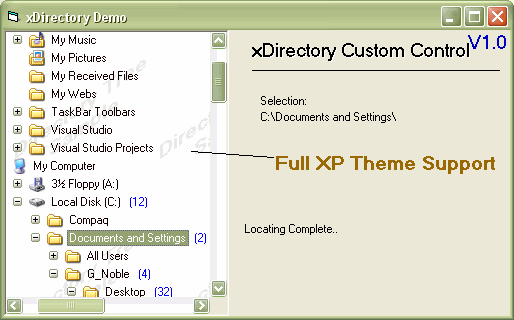 xDirectory Demo
My Music
My Pictures
My Received Files
My Webs
TaskBar Toolbars
Visual Studio
Visual Studio Projects
My Computer
3½ Floppy (A:)
Local Disk (C:) (12)
Compaq
Documents and Settings (2)
All Users
G_Noble (4)
Desktop (32)
xDirectory Custom Control
V1.0
Selection:
C:\Documents and Settings\
Full XP Theme Support
Locating Complete..